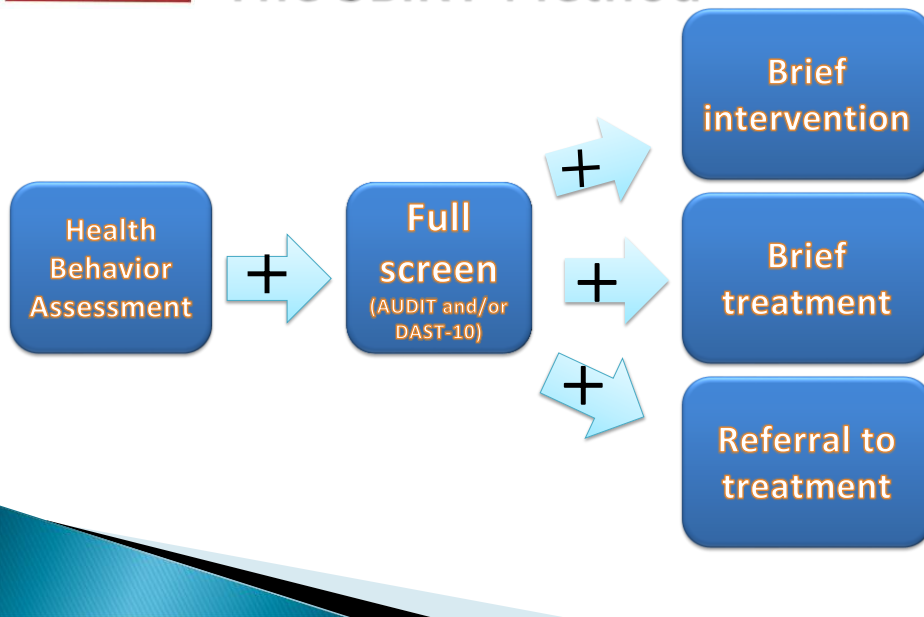 Health
Behavior
Assessment
+
Full
screen
(AUDIT and/or
DAST-10)
+
Brief
intervention
+
Brief
treatment
+
Referral to
treatment